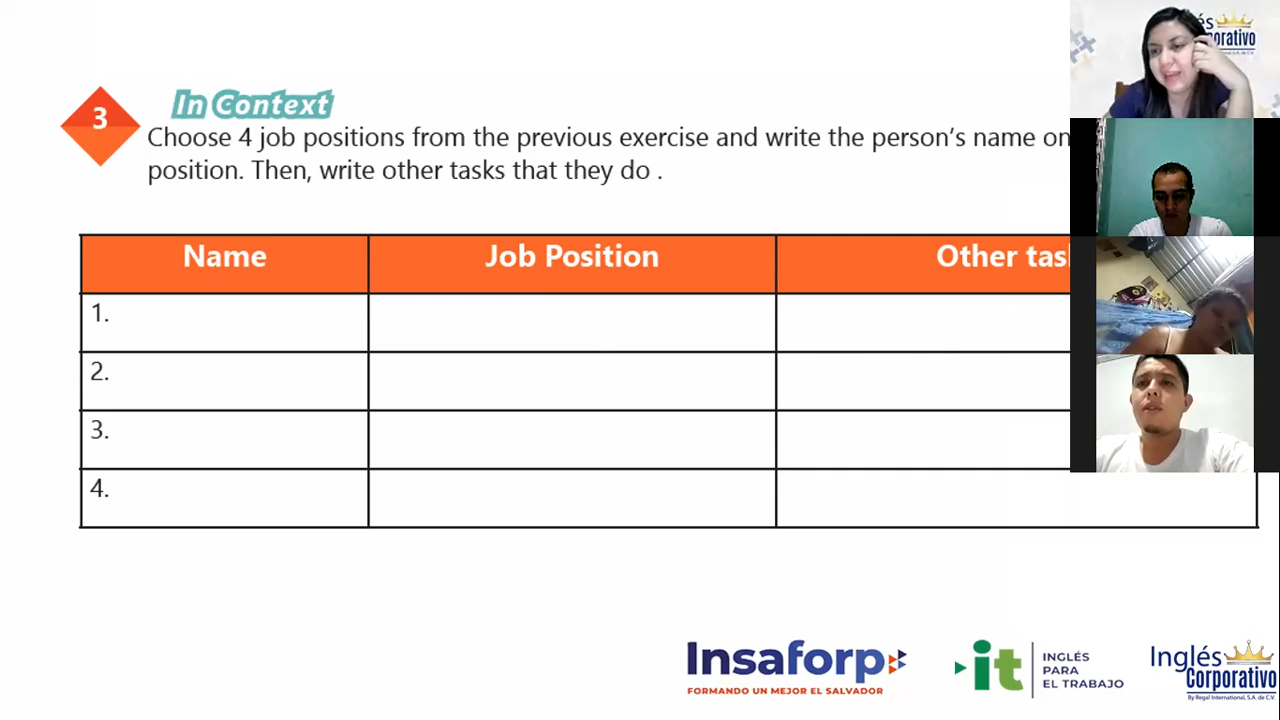 3
In Context
Choose 4 job positions from the previous exercise and write the person’s name on
position. Then, write other tasks that they do .
Name
Job Position
Other tas
1.
2.
3.
4.
Insaforp
FORMANDO UN MEJOR EL SALVADOR
it
INGLÉS
PARA
EL TRABAJO
Inglés
Corporativo
By Regal International, S.A. de C.V.
és
orporativo